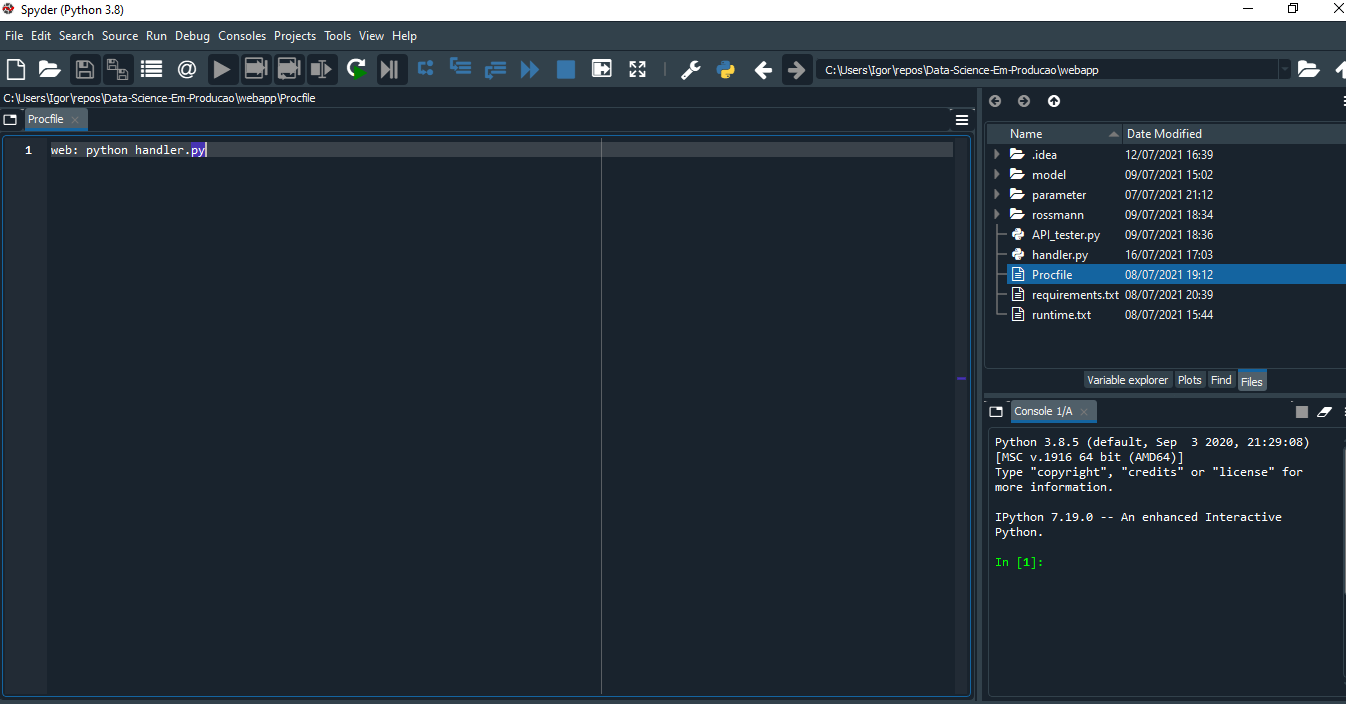 Spyder (Python 3.8)
File Edit Search Source Run Debug Consoles Projects Tools View Help
C:\Users\Igor\repos\Data-Science-Em-Producao\webapp
C:\Users\Igor\repos\Data-Science-Em-Producao\webapp\Procfile
Procfile
1 web: python handler.py
Name Date Modified
.idea 12/07/2021 16:39
model 09/07/2021 15:02
parameter 07/07/2021 21:12
rossmann 09/07/2021 18:34
API_tester.py 09/07/2021 18:36
handler.py 16/07/2021 17:03
Procfile 08/07/2021 19:12
requirements.txt 08/07/2021 20:39
runtime.txt 08/07/2021 15:44
Variable explorer Plots Find Files
Console 1/A
Python 3.8.5 (default, Sep  3 2020, 21:29:08)
[MSC v.1916 64 bit (AMD64)]
Type "copyright", "credits" or "license" for
more information.
IPython 7.19.0 -- An enhanced Interactive
Python.
In [1]: